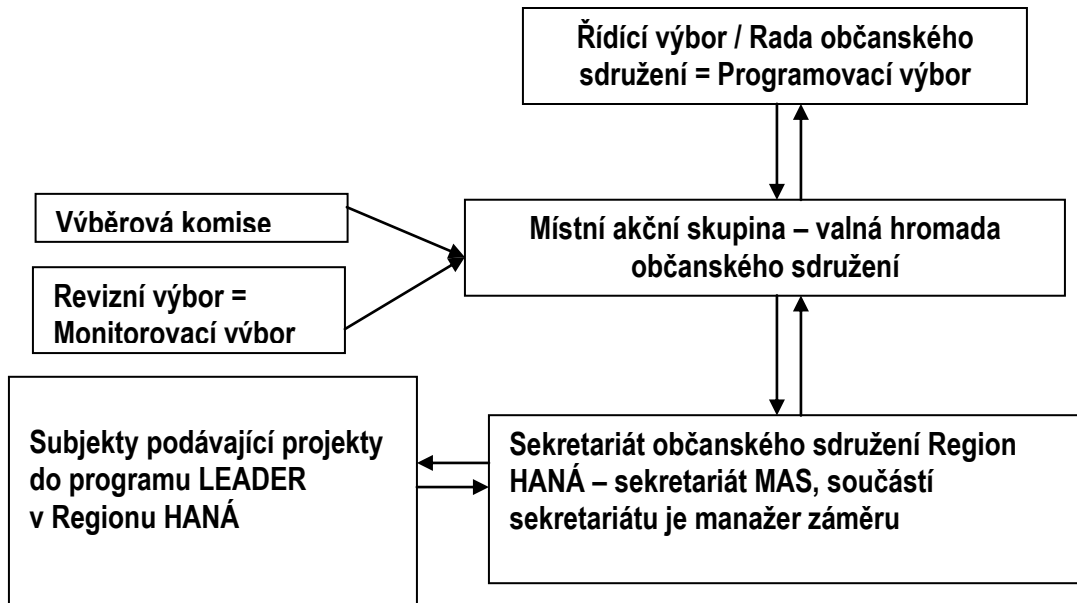 Řídící výbor / Rada občanského
sdružení = Programovací výbor
Výběrová komise
Místní akční skupina – valná hromada
občanského sdružení
Revizní výbor =
Monitorovací výbor
Subjekty podávající projekty
do programu LEADER
v Regionu HANÁ
Sekretariát občanského sdružení Region
HANÁ – sekretariát MAS, součástí
sekretariátu je manažer záměru